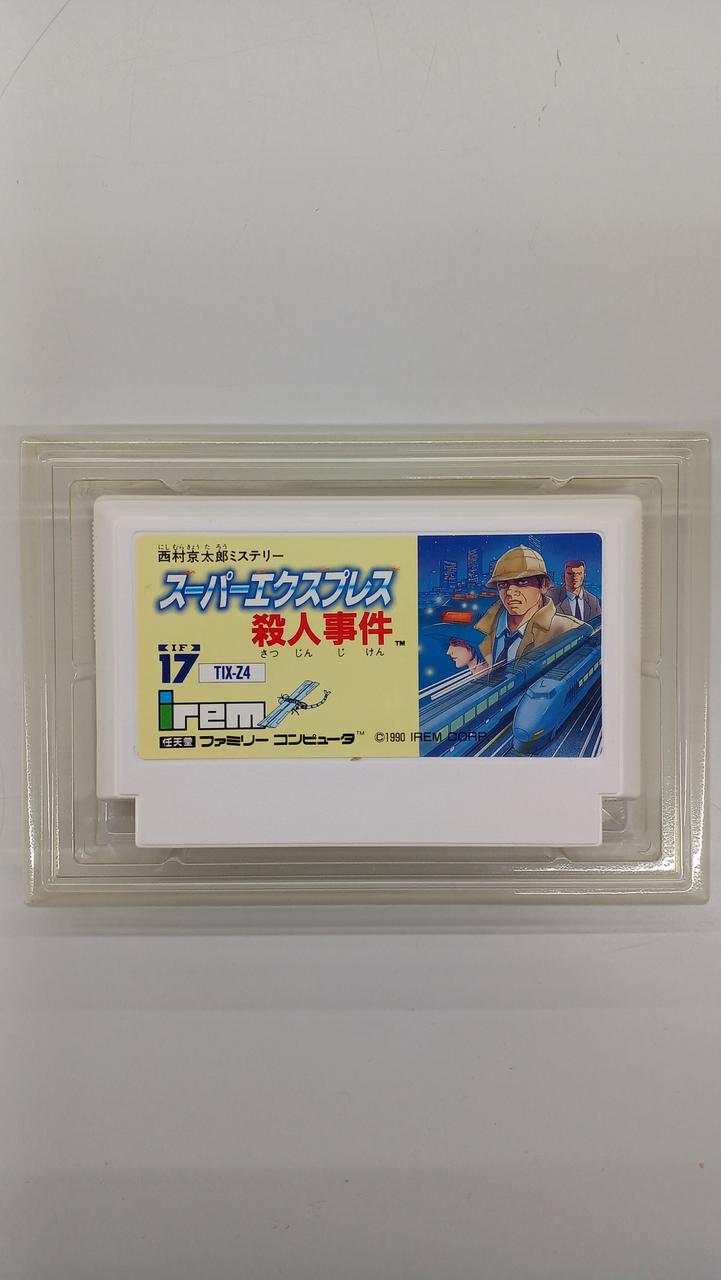 にしむらきょうたろう
西村京太郎ミステリー
スーパーエクスプレス
殺人事件™
さつ じん じ けん
IF
17 TIX-Z4
irem
任天堂 ファミリー コンピュータ™ ©1990 IREM CORP.